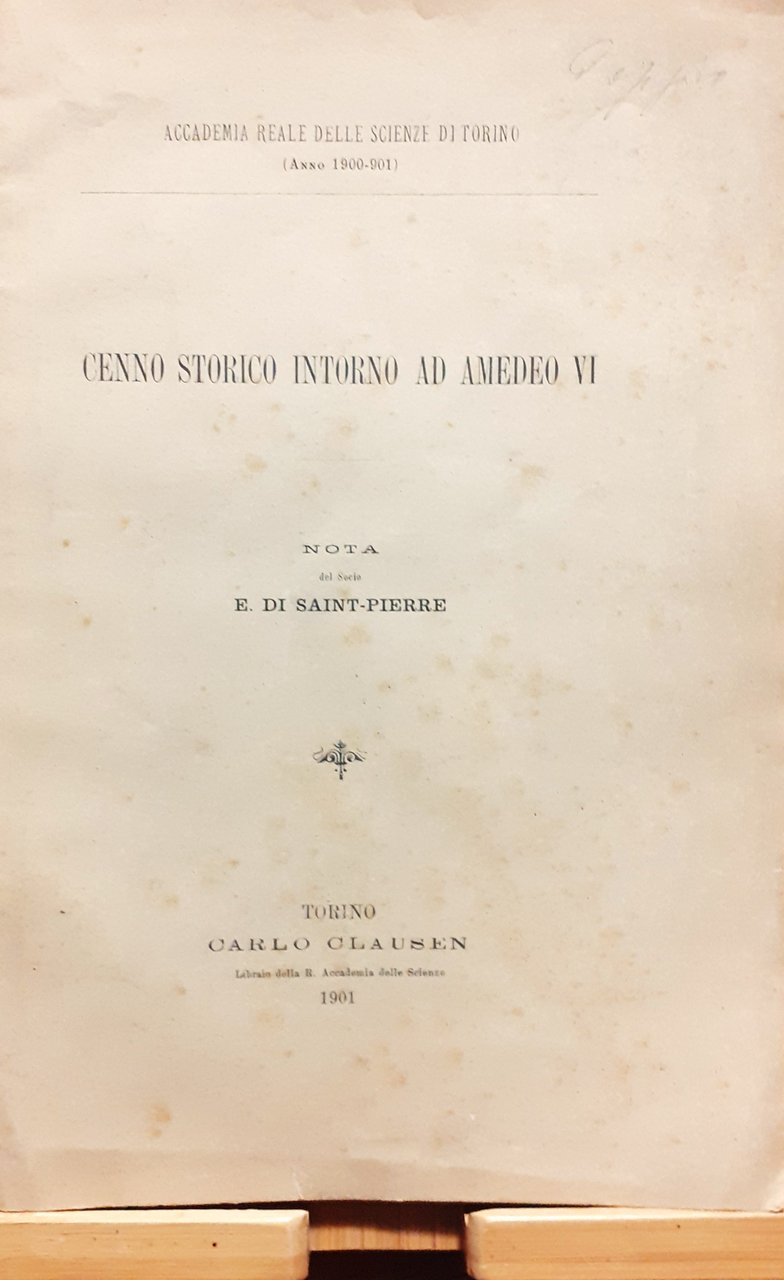 ACCADEMIA REALE DELLE SCIENZE DI TORINO
(ANNO 1900-901)
CENNO STORICO INTORNO AD AMEDEO VI
NOTA
del Socio
E. DI SAINT-PIERRE
TORINO
CARLO CLAUSEN
Libraio della R. Accademia delle Scienze
1901